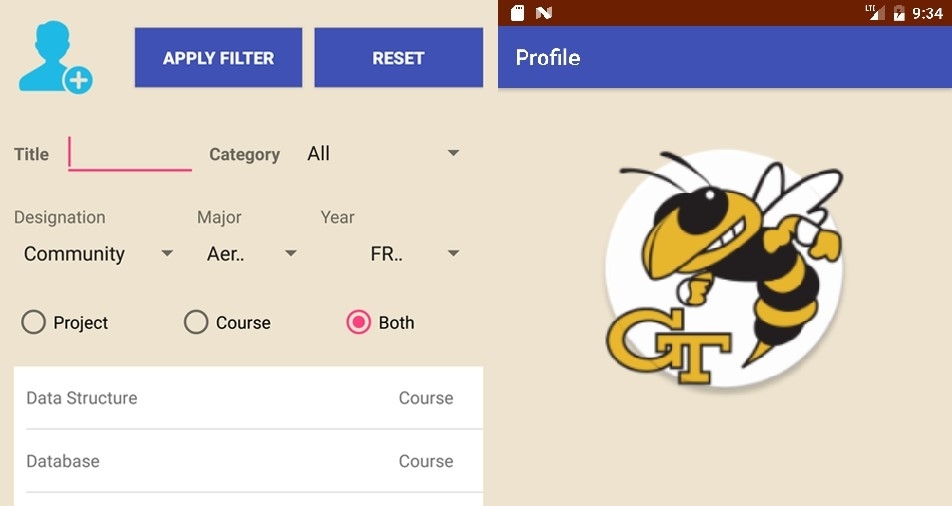 APPLY FILTER RESET
Title Category All
Designation Major Year
Community Aer.. FR..
Project Course Both
Data Structure Course
Database Course
LTE 9:34
Profile
GT